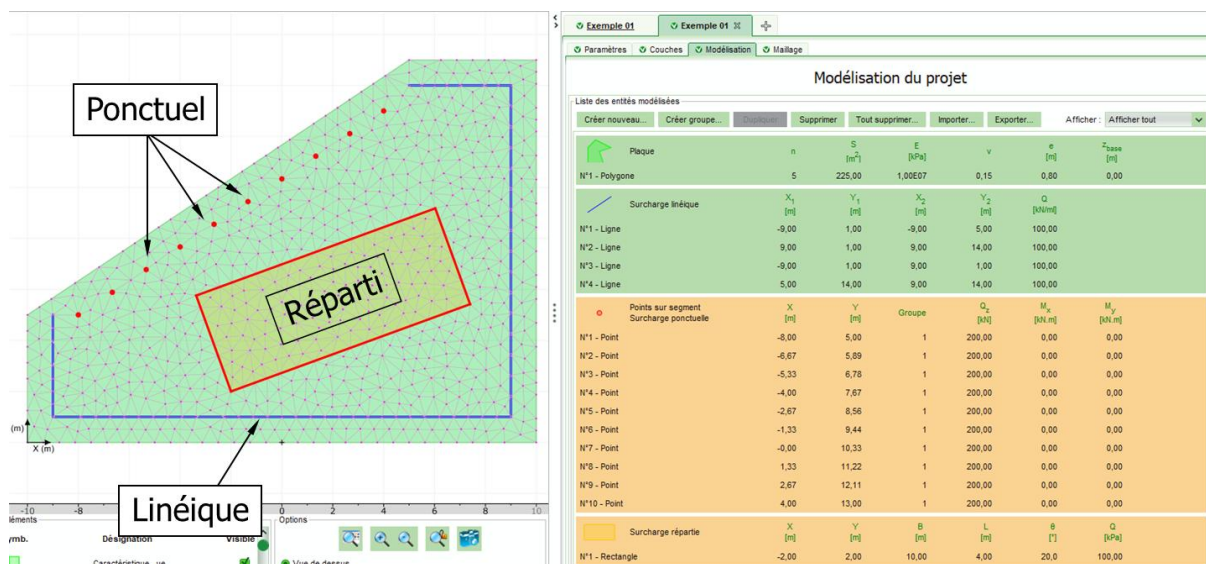 Ponctuel
Réparti
Linéique
(m)
X (m)
-10 -8 0 2 4 6 8 10
Options
Désignation
Visible
Vue de dessus
Exemple 01
Exemple 01
Paramètres
Couches
Modélisation
Maillage
Modélisation du projet
Liste des entités modélisées
Créer nouveau...
Créer groupe...
Dupliquer
Supprimer
Tout supprimer...
Importer...
Exporter...
Afficher : Afficher tout
Plaque n S [m²] E [kPa] v e [m] z base [m]
N°1 - Polygone 5 225,00 1,00E07 0,15 0,80 0,00
Surcharge linéique X1 [m] Y1 [m] X2 [m] Y2 [m] Q [kN/ml]
N°1 - Ligne -9,00 1,00 -9,00 5,00 100,00
N°2 - Ligne 9,00 1,00 9,00 14,00 100,00
N°3 - Ligne -9,00 1,00 9,00 1,00 100,00
N°4 - Ligne 5,00 14,00 9,00 14,00 100,00
Points sur segment
Surcharge ponctuelle X [m] Y [m] Groupe Qz [kN] Mx [kN.m] My [kN.m]
N°1 - Point -8,00 5,00 1 200,00 0,00 0,00
N°2 - Point -6,67 5,89 1 200,00 0,00 0,00
N°3 - Point -5,33 6,78 1 200,00 0,00 0,00
N°4 - Point -4,00 7,67 1 200,00 0,00 0,00
N°5 - Point -2,67 8,56 1 200,00 0,00 0,00
N°6 - Point -1,33 9,44 1 200,00 0,00 0,00
N°7 - Point -0,00 10,33 1 200,00 0,00 0,00
N°8 - Point 1,33 11,22 1 200,00 0,00 0,00
N°9 - Point 2,67 12,11 1 200,00 0,00 0,00
N°10 - Point 4,00 13,00 1 200,00 0,00 0,00
Surcharge répartie X [m] Y [m] B [m] L [m] θ [°] Q [kPa]
N°1 - Rectangle -2,00 2,00 10,00 4,00 20,0 100,00